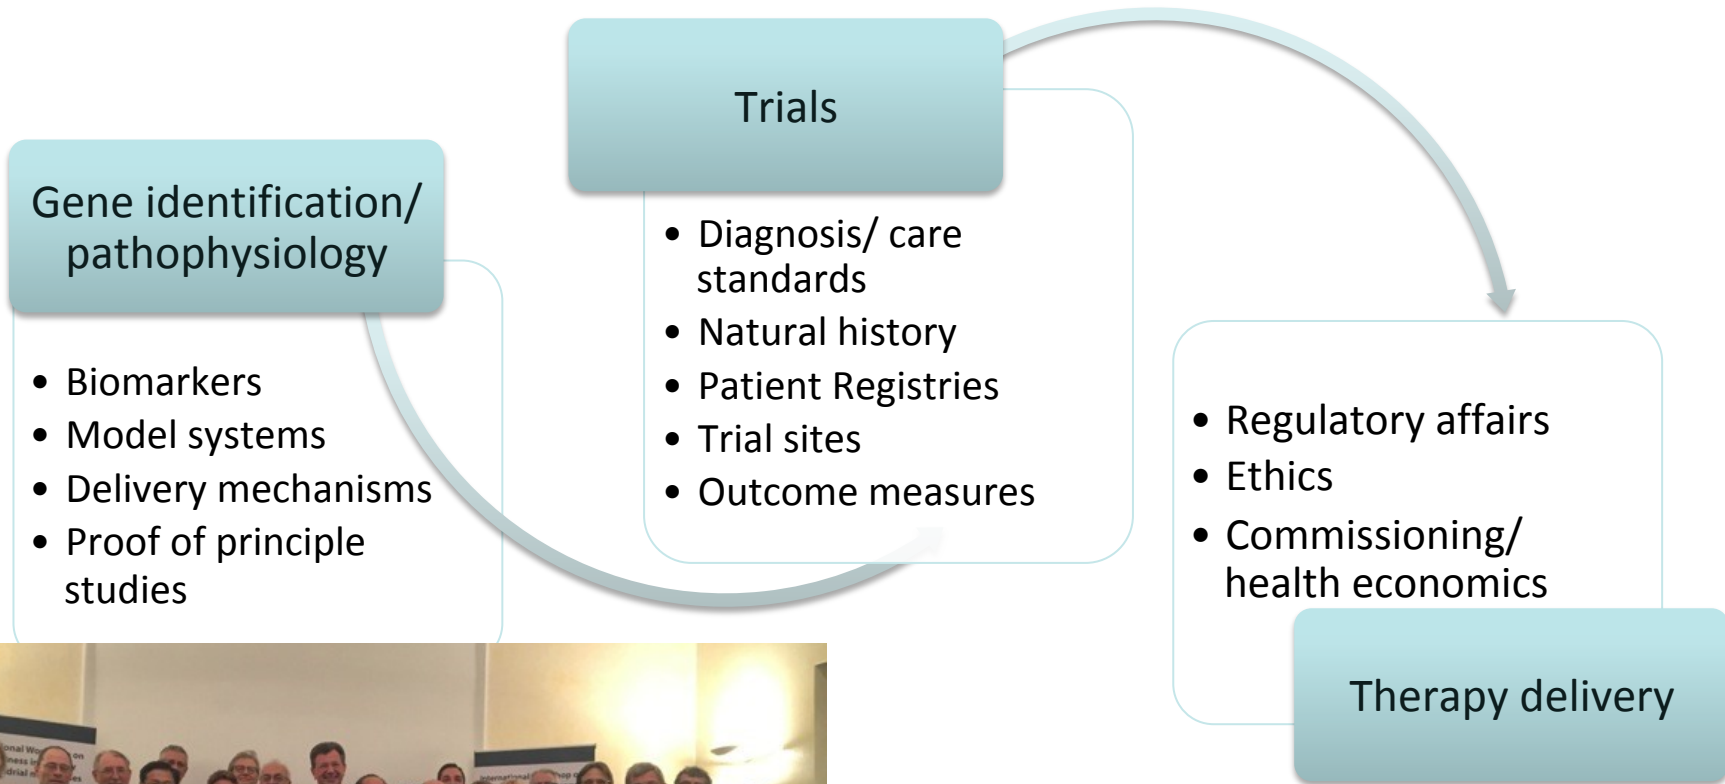 Gene identification/
pathophysiology
• Biomarkers
• Model systems
• Delivery mechanisms
• Proof of principle
studies
Trials
• Diagnosis/ care
standards
• Natural history
• Patient Registries
• Trial sites
• Outcome measures
• Regulatory affairs
• Ethics
• Commissioning/
health economics
Therapy delivery
International